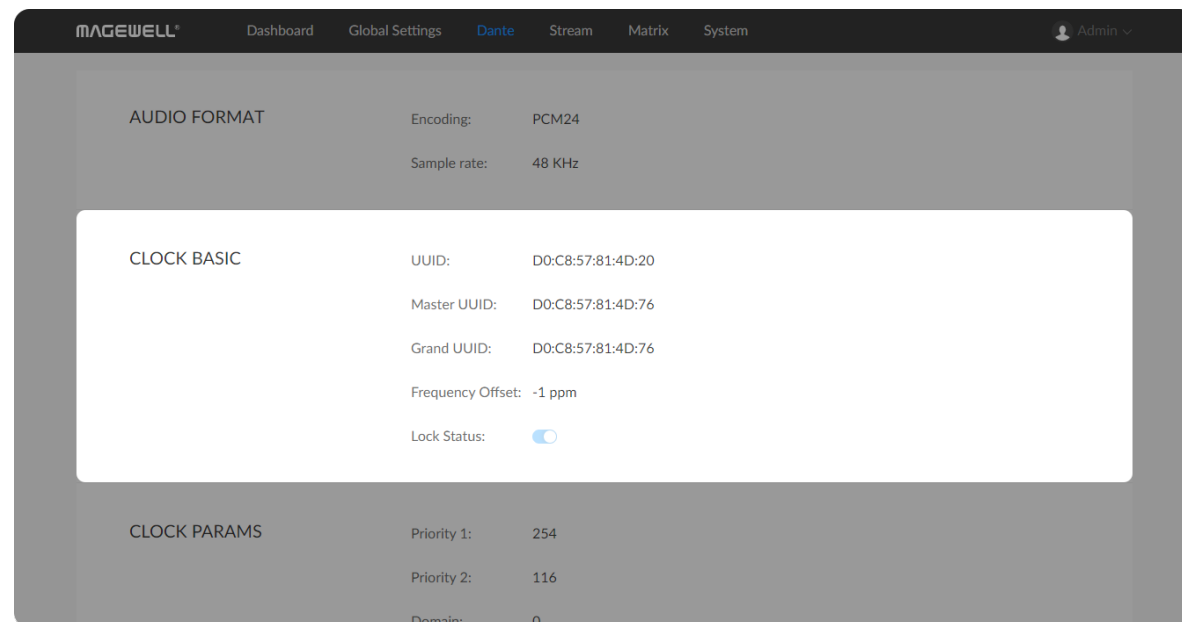 MAGEWELL® Dashboard Global Settings Dante Stream Matrix System Admin
AUDIO FORMAT Encoding: PCM24
Sample rate: 48 KHz
CLOCK BASIC UUID: D0:C8:57:81:4D:20
Master UUID: D0:C8:57:81:4D:76
Grand UUID: D0:C8:57:81:4D:76
Frequency Offset: -1 ppm
Lock Status:
CLOCK PARAMS Priority 1: 254
Priority 2: 116
Domain: 0